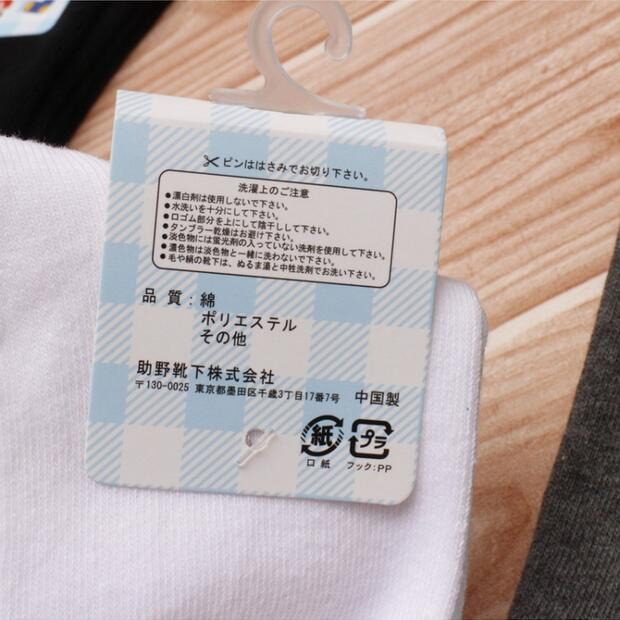 ✂ピンははさみでお切り下さい。
洗濯上のご注意
●漂白剤は使用しないで下さい。
●水洗いを十分にして下さい。
●口ゴム部分を上にして陰干しして下さい。
●タンブラー乾燥はお避け下さい。
●淡色物には蛍光剤の入っていない洗剤を使用して下さい。
●濃色物は淡色物と一緒に洗わないで下さい。
●毛や絹の靴下は、ぬるま湯と中性洗剤でお洗い下さい。
品 質：綿
ポリエステル
その他
助野靴下株式会社
〒130-0025 東京都墨田区千歳3丁目17番7号 中国製
紙 プラ
口 紙 フック:PP